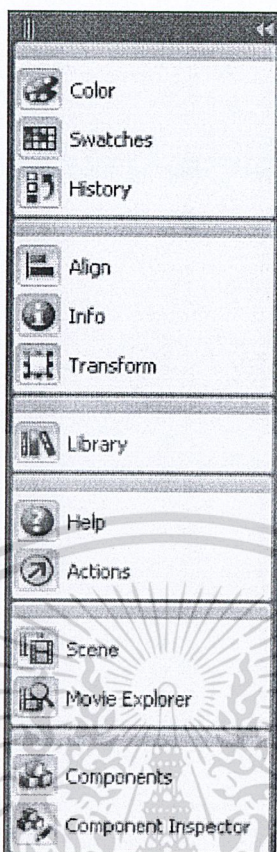 Color
Swatches
History
Align
Info
Transform
Library
Help
Actions
Scene
Movie Explorer
Components
Component Inspector